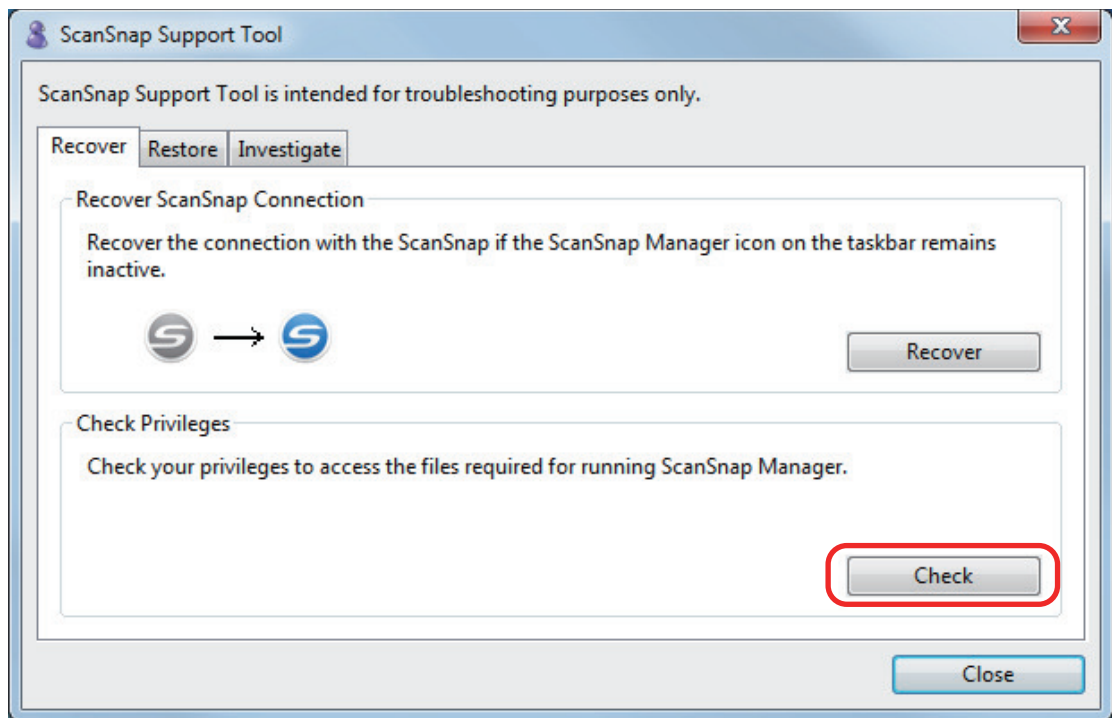 ScanSnap Support Tool
ScanSnap Support Tool is intended for troubleshooting purposes only.
Recover Restore Investigate
Recover ScanSnap Connection
Recover the connection with the ScanSnap if the ScanSnap Manager icon on the taskbar remains
inactive.
Recover
Check Privileges
Check your privileges to access the files required for running ScanSnap Manager.
Check
Close